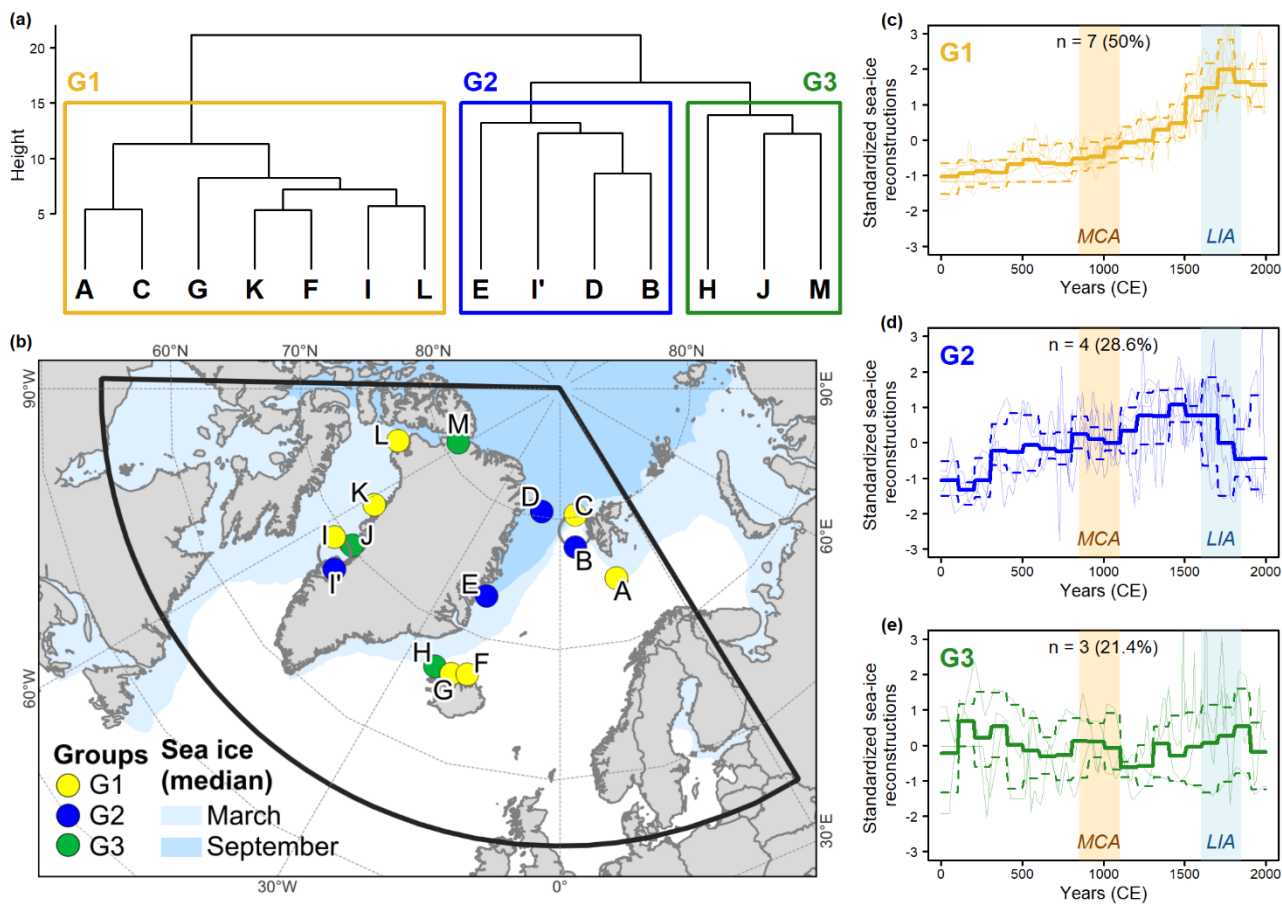 (a)
G1
G2
G3
Height
20
15
10
5
A C G K F I L E I' D B H J M
(b)
60°N
70°N
80°N
80°N
90°W
90°E
60°W
60°E
30°E
30°W
0°
L
M
K
D
C
I
J
B
I'
E
A
H
F
G
Groups
G1
G2
G3
Sea ice
(median)
March
September
(c)
G1
n = 7 (50%)
Standardized sea-ice
reconstructions
3
2
1
0
-1
-2
-3
MCA
LIA
0 500 1000 1500 2000
Years (CE)
(d)
G2
n = 4 (28.6%)
Standardized sea-ice
reconstructions
3
2
1
0
-1
-2
-3
MCA
LIA
0 500 1000 1500 2000
Years (CE)
(e)
G3
n = 3 (21.4%)
Standardized sea-ice
reconstructions
3
2
1
0
-1
-2
-3
MCA
LIA
0 500 1000 1500 2000
Years (CE)